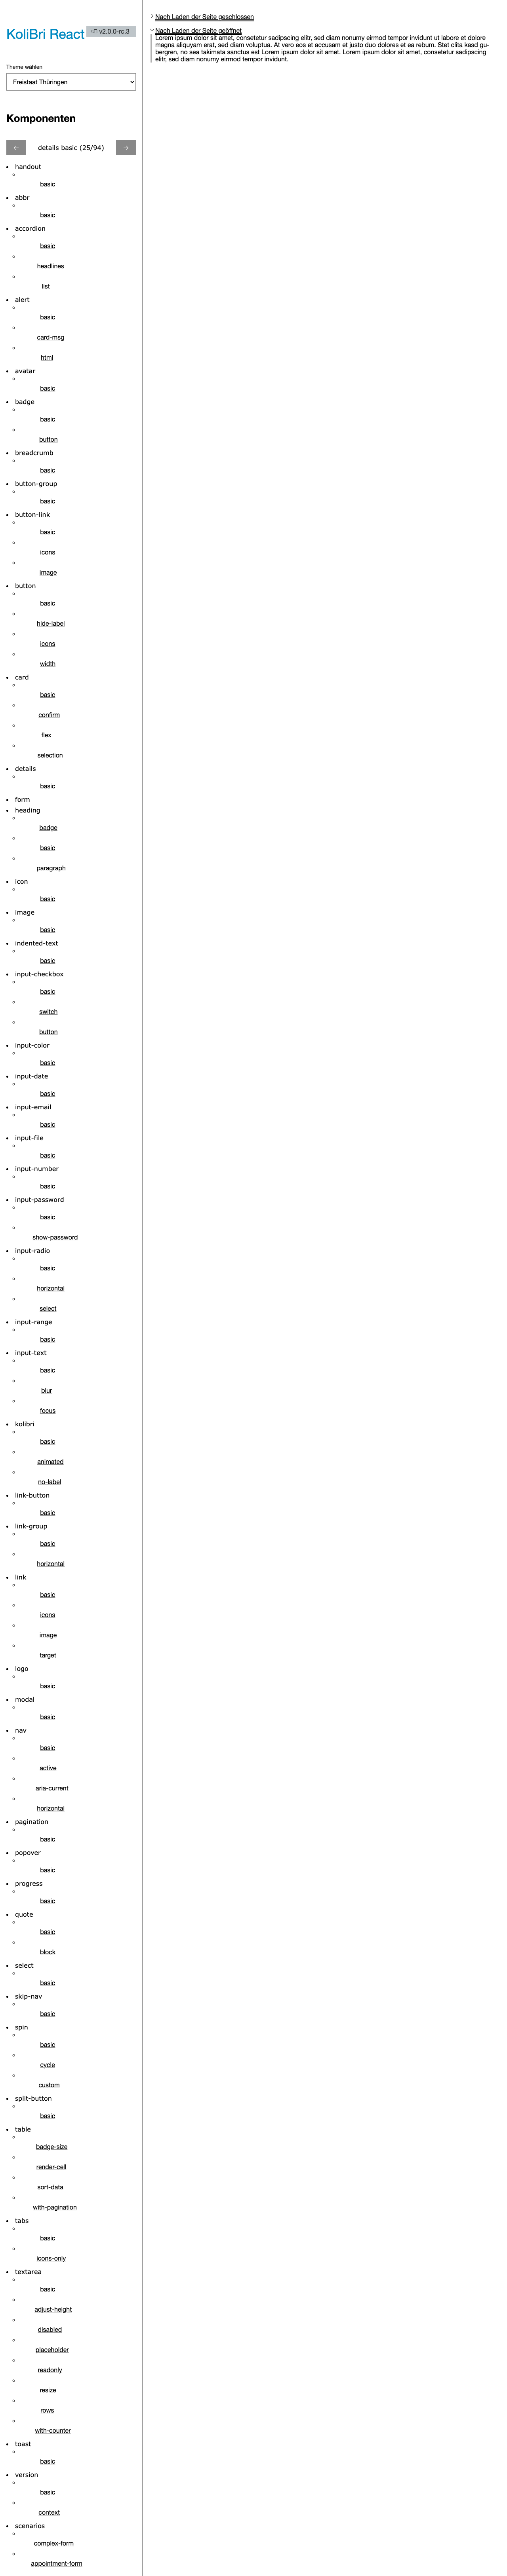 KoliBri React
v2.0.0-rc.3
Theme wählen
Freistaat Thüringen
Komponenten
details basic (25/94)
handout
basic
abbr
basic
accordion
basic
headlines
list
alert
basic
card-msg
html
avatar
basic
badge
basic
button
breadcrumb
basic
button-group
basic
button-link
basic
icons
image
button
basic
hide-label
icons
width
card
basic
confirm
flex
selection
details
basic
form
heading
badge
basic
paragraph
icon
basic
image
basic
indented-text
basic
input-checkbox
basic
switch
button
input-color
basic
input-date
basic
input-email
basic
input-file
basic
input-number
basic
input-password
basic
show-password
input-radio
basic
horizontal
select
input-range
basic
input-text
basic
blur
focus
kolibri
basic
animated
no-label
link-button
basic
link-group
basic
horizontal
link
basic
icons
image
target
logo
basic
modal
basic
nav
basic
active
aria-current
horizontal
pagination
basic
popover
basic
progress
basic
quote
basic
block
select
basic
skip-nav
basic
spin
basic
cycle
custom
split-button
basic
table
badge-size
render-cell
sort-data
with-pagination
tabs
basic
icons-only
textarea
basic
adjust-height
disabled
placeholder
readonly
resize
rows
with-counter
toast
basic
version
basic
context
scenarios
complex-form
appointment-form
Nach Laden der Seite geschlossen
Nach Laden der Seite geöffnet
Lorem ipsum dolor sit amet, consetetur sadipscing elitr, sed diam nonumy eirmod tempor invidunt ut labore et dolore
magna aliquyam erat, sed diam voluptua. At vero eos et accusam et justo duo dolores et ea rebum. Stet clita kasd gu-
bergren, no sea takimata sanctus est Lorem ipsum dolor sit amet. Lorem ipsum dolor sit amet, consetetur sadipscing
elitr, sed diam nonumy eirmod tempor invidunt.